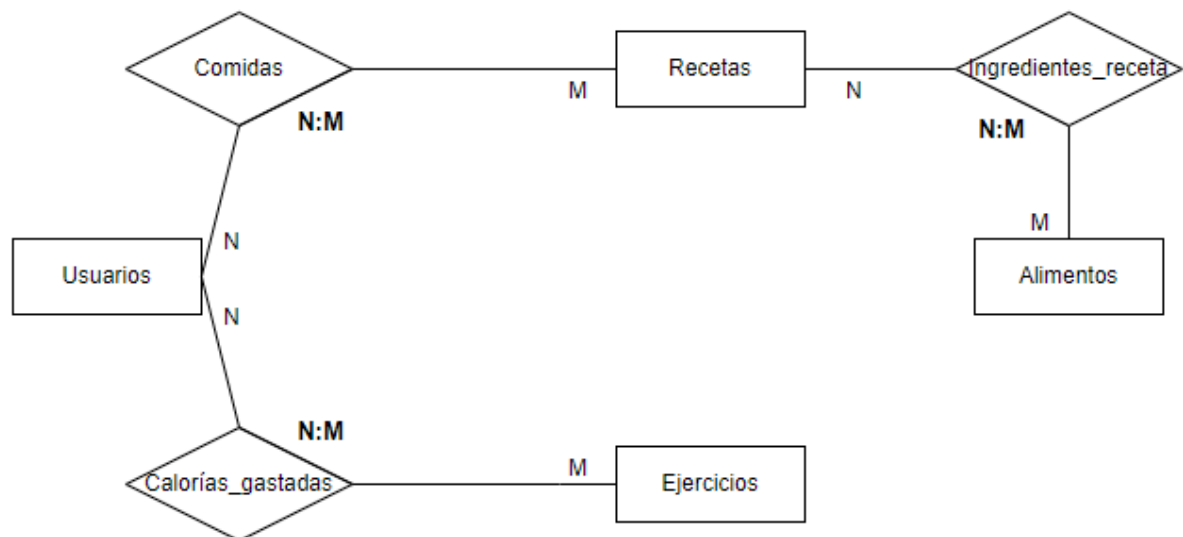 Comidas
Recetas
Ingredientes_receta
M
N
N:M
N:M
N
M
Usuarios
Alimentos
N
N:M
M
Calorías_gastadas
Ejercicios